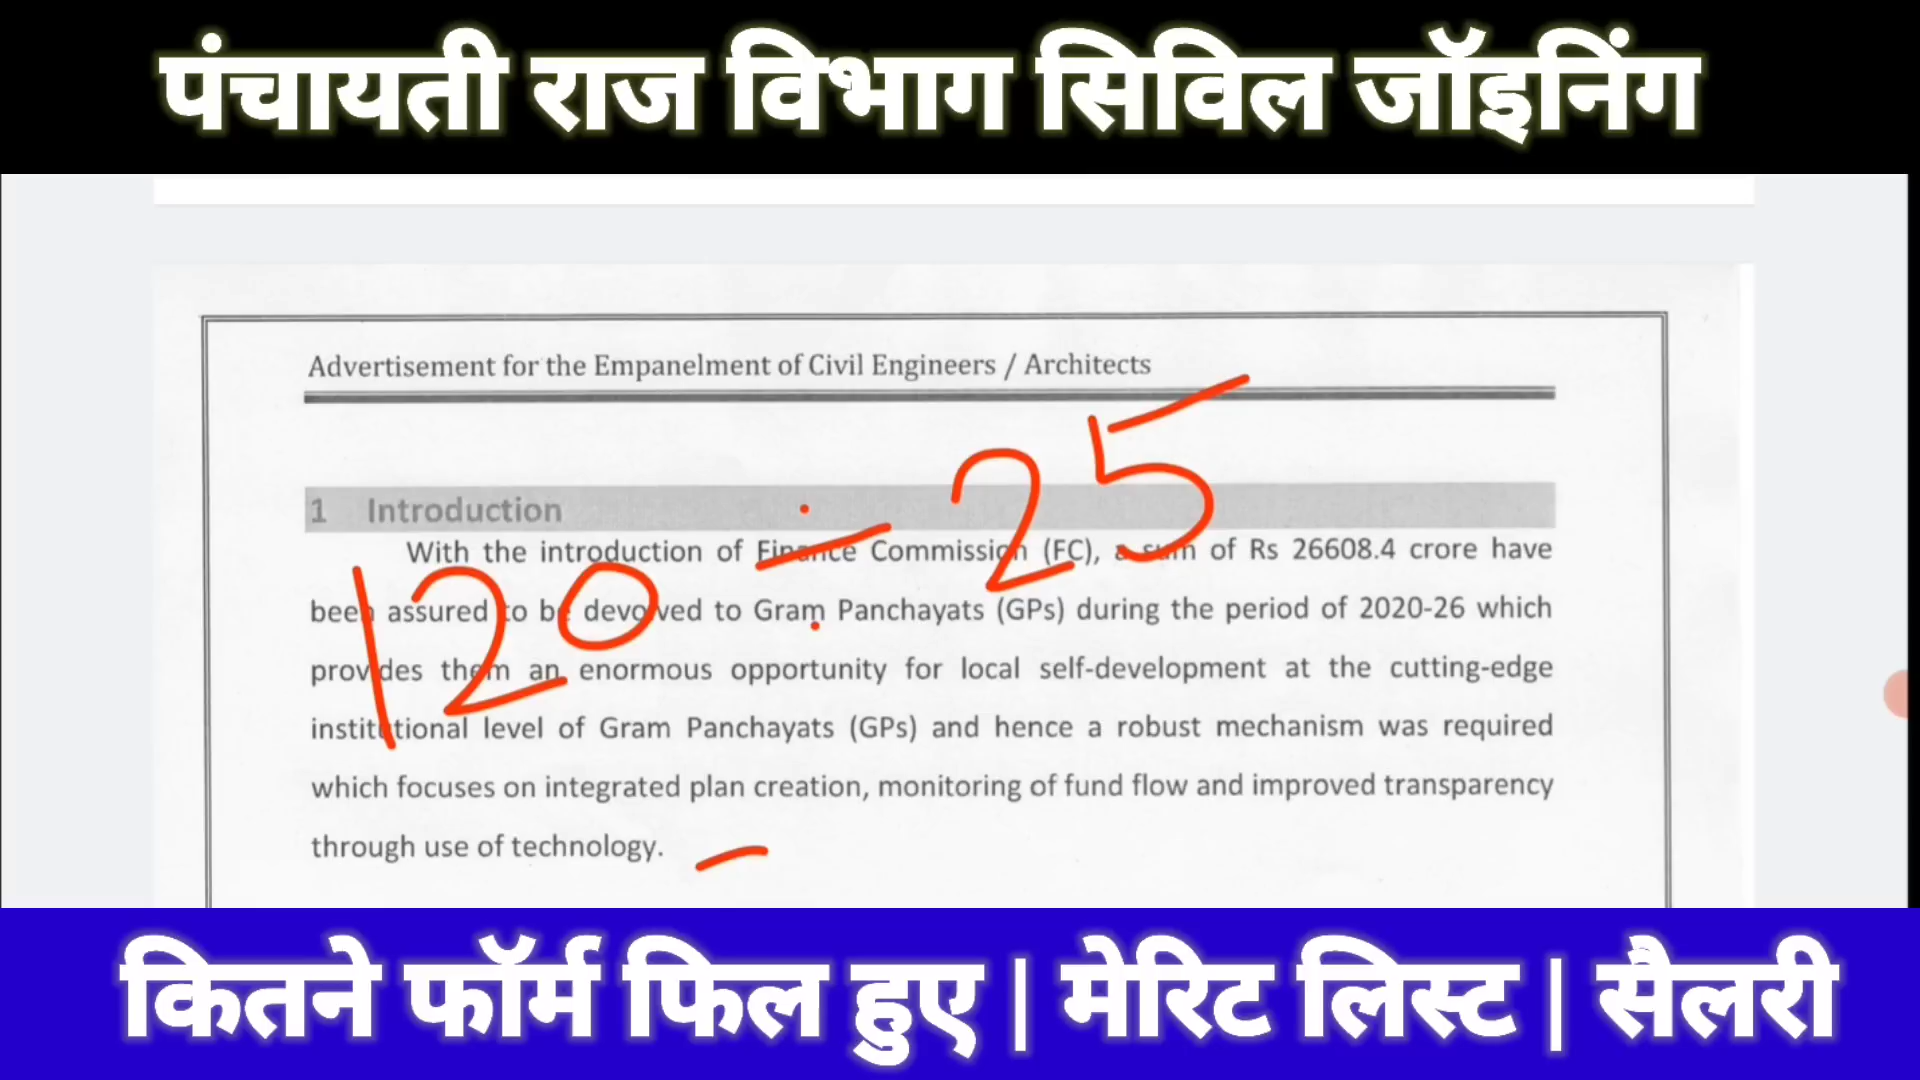 पंचायती राज विभाग सिविल जॉइनिंग
Advertisement for the Empanelment of Civil Engineers / Architects
1 Introduction
With the introduction of Finance Commission (FC), a sum of Rs 26608.4 crore have
been assured to be devolved to Gram Panchayats (GPs) during the period of 2020-26 which
provides them an enormous opportunity for local self-development at the cutting-edge
institutional level of Gram Panchayats (GPs) and hence a robust mechanism was required
which focuses on integrated plan creation, monitoring of fund flow and improved transparency
through use of technology.
120 ÷ 25
कितने फॉर्म फिल हुए | मेरिट लिस्ट | सैलरी